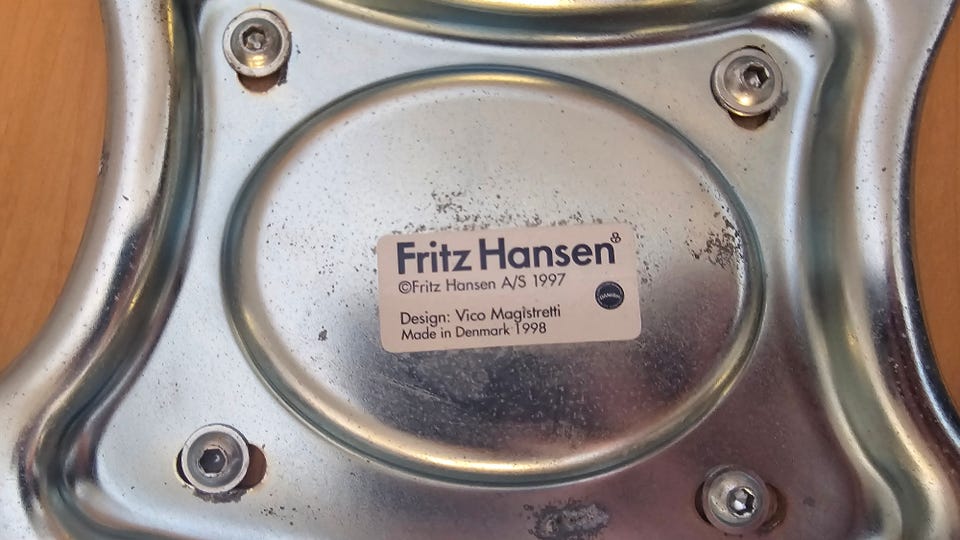 Fritz Hansen
©Fritz Hansen A/S 1997
Design: Vico Magistretti
Made in Denmark 1998